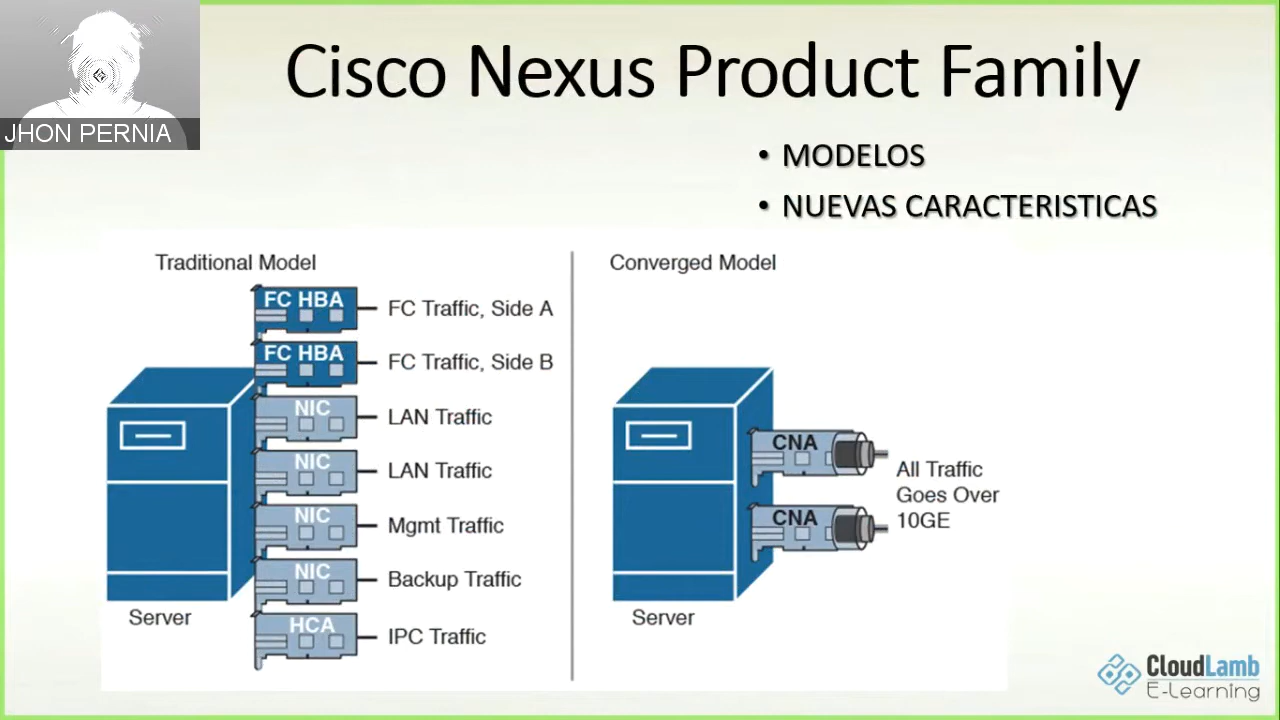 JHON PERNIA
Cisco Nexus Product Family
• MODELOS
• NUEVAS CARACTERISTICAS
Traditional Model
FC HBA
FC Traffic, Side A
FC HBA
FC Traffic, Side B
NIC
LAN Traffic
NIC
LAN Traffic
NIC
Mgmt Traffic
NIC
Backup Traffic
HCA
IPC Traffic
Server
Converged Model
CNA
CNA
All Traffic
Goes Over
10GE
Server
CloudLamb
E-Learning